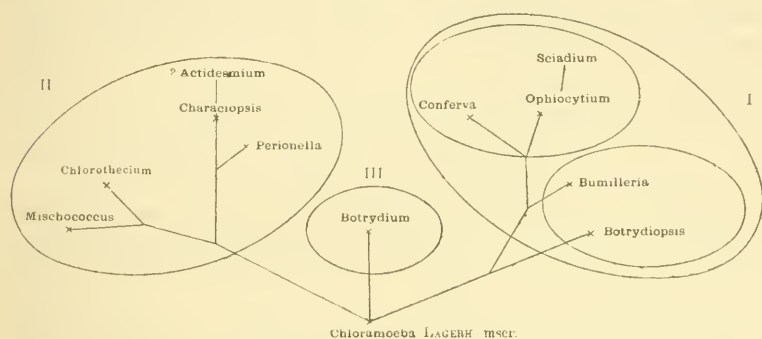 II
? Actidesmium
Characiopsis
Perionella
Chlorothecium
Mischococcus
III
Botrydium
I
Sciadium
Conferva
Ophiocytium
Bumilleria
Botrydiopsis
Chloramoeba LAGERH. mscr.